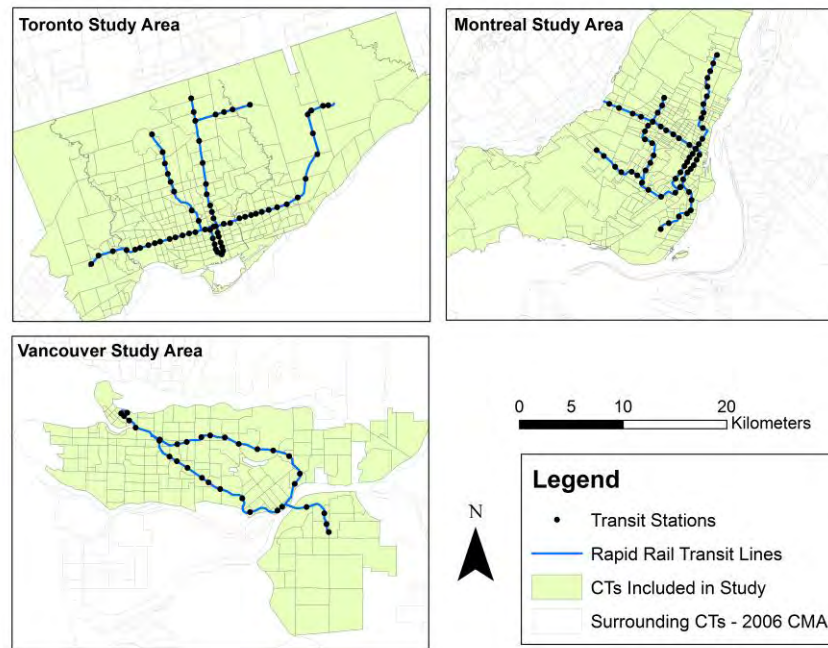 Toronto Study Area
Montreal Study Area
Vancouver Study Area
0 5 10 20
Kilometers
N
Legend
Transit Stations
Rapid Rail Transit Lines
CTs Included in Study
Surrounding CTs - 2006 CMA